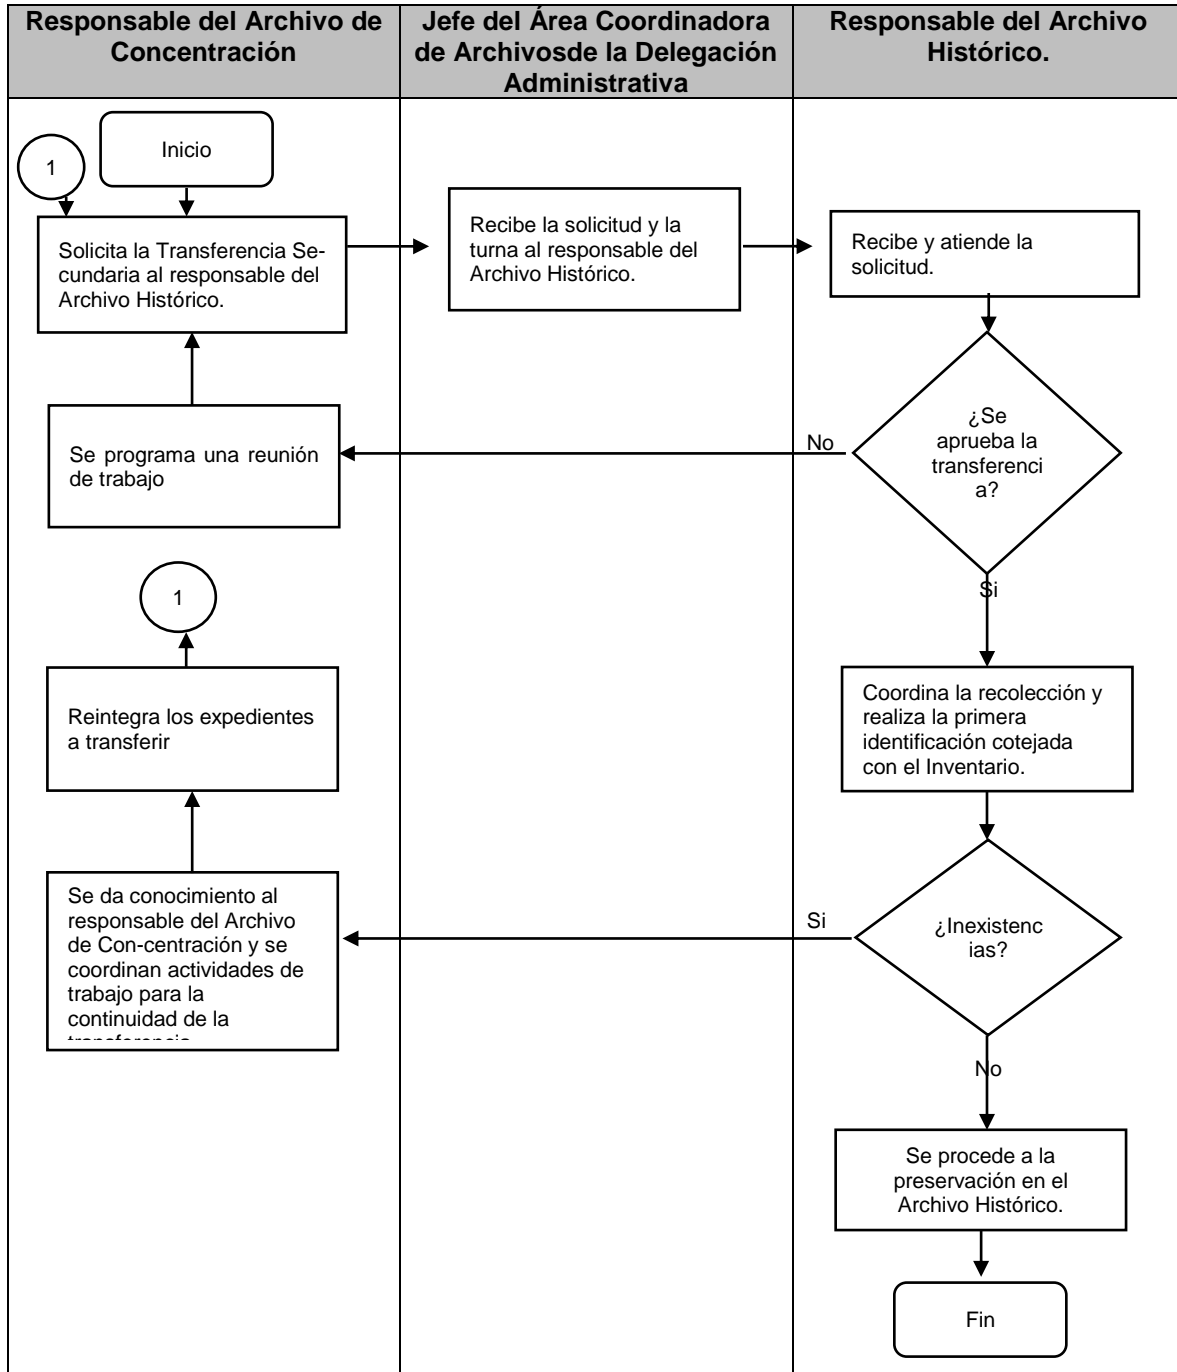 Responsable del Archivo de
Concentración
Jefe del Área Coordinadora
de Archivosde la Delegación
Administrativa
Responsable del Archivo
Histórico.
1
Inicio
Solicita la Transferencia Se-
cundaria al responsable del
Archivo Histórico.
Recibe la solicitud y la
turna al responsable del
Archivo Histórico.
Recibe y atiende la
solicitud.
¿Se
aprueba la
transferenci
a?
No
Se programa una reunión
de trabajo
Si
1
Reintegra los expedientes
a transferir
Coordina la recolección y
realiza la primera
identificación cotejada
con el Inventario.
Se da conocimiento al
responsable del Archivo
de Con-centración y se
coordinan actividades de
trabajo para la
continuidad de la
Si
¿Inexistenc
ias?
No
Se procede a la
preservación en el
Archivo Histórico.
Fin